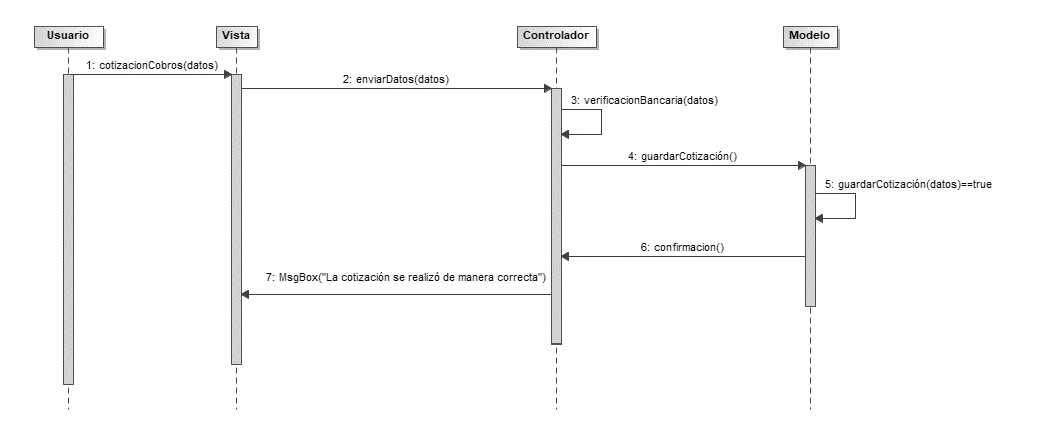 Usuario
Vista
Controlador
Modelo
1: cotizacionCobros(datos)
2: enviarDatos(datos)
3: verificacionBancaria(datos)
4: guardarCotización()
5: guardarCotización(datos)==true
6: confirmacion()
7: MsgBox("La cotización se realizó de manera correcta")